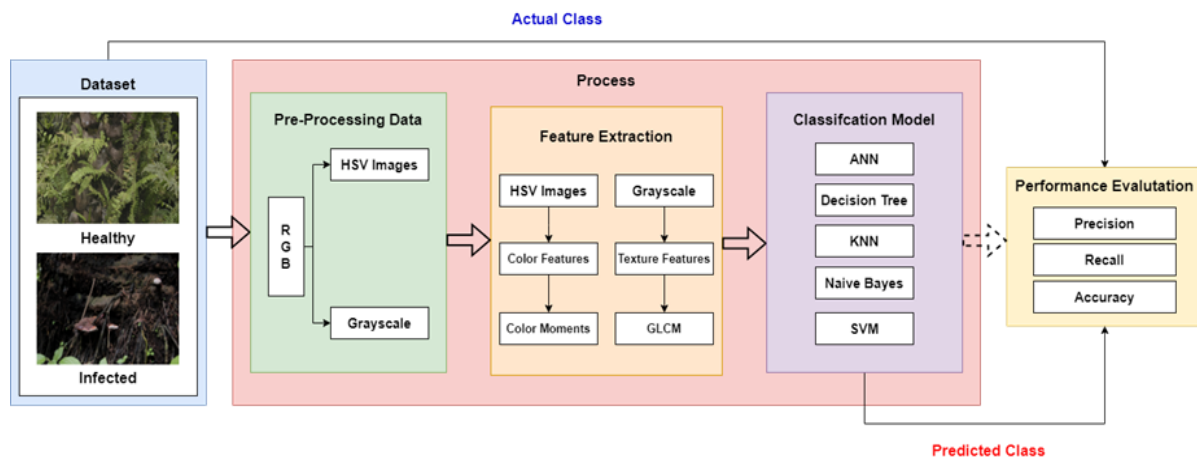 Actual Class
Dataset
Healthy
Infected
Process
Pre-Processing Data
R
G
B
HSV Images
Grayscale
Feature Extraction
HSV Images
Color Features
Color Moments
Grayscale
Texture Features
GLCM
Classifcation Model
ANN
Decision Tree
KNN
Naive Bayes
SVM
Performance Evalutation
Precision
Recall
Accuracy
Predicted Class